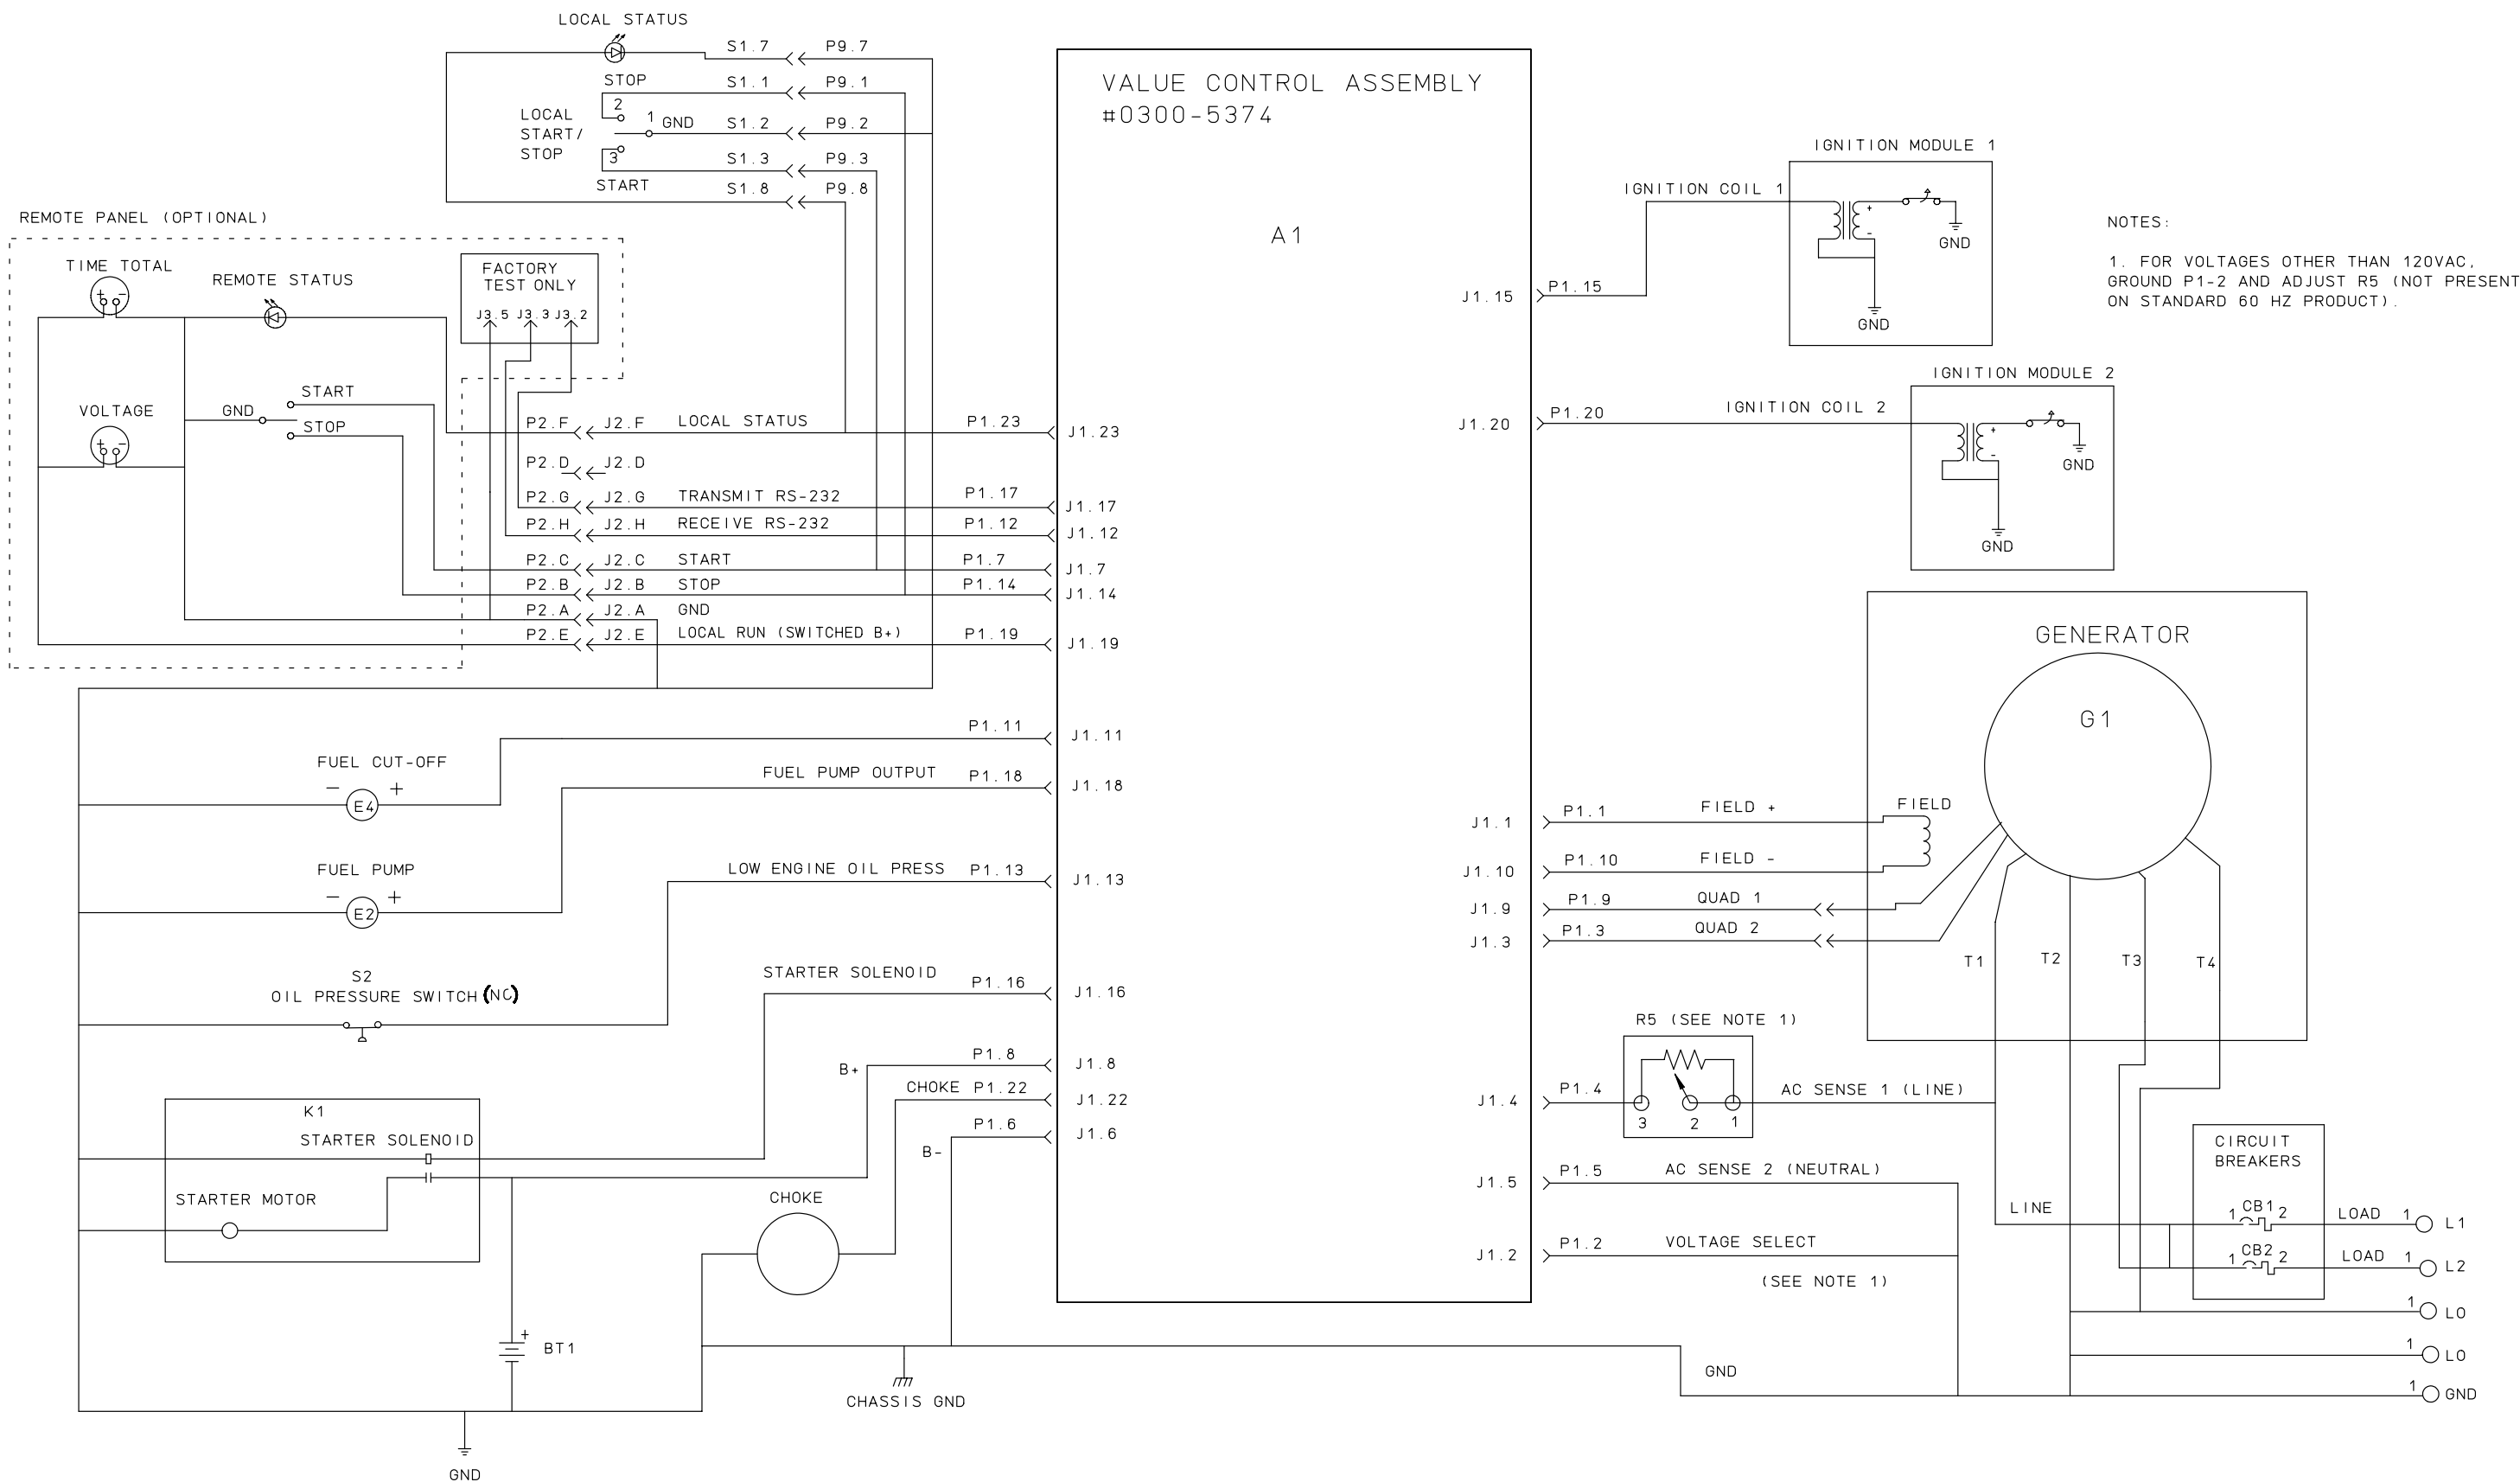 LOCAL STATUS
S1.7 P9.7
STOP
S1.1 P9.1
2
LOCAL
START/
STOP
1 GND
S1.2 P9.2
3
S1.3 P9.3
START
S1.8 P9.8
REMOTE PANEL (OPTIONAL)
TIME TOTAL
+ -
REMOTE STATUS
FACTORY
TEST ONLY
J3.5 J3.3 J3.2
VOLTAGE
+ -
GND
START
STOP
P2.F J2.F LOCAL STATUS P1.23 J1.23
P2.D J2.D
P2.G J2.G TRANSMIT RS-232 P1.17 J1.17
P2.H J2.H RECEIVE RS-232 P1.12 J1.12
P2.C J2.C START P1.7 J1.7
P2.B J2.B STOP P1.14 J1.14
P2.A J2.A GND
P2.E J2.E LOCAL RUN (SWITCHED B+) P1.19 J1.19
P1.11 J1.11
FUEL CUT-OFF
- +
E4
FUEL PUMP OUTPUT P1.18 J1.18
FUEL PUMP
- +
E2
LOW ENGINE OIL PRESS P1.13 J1.13
S2
OIL PRESSURE SWITCH (NC)
STARTER SOLENOID P1.16 J1.16
B+ P1.8 J1.8
CHOKE P1.22 J1.22
B- P1.6 J1.6
K1
STARTER SOLENOID
STARTER MOTOR
CHOKE
+
BT1
CHASSIS GND
GND
VALUE CONTROL ASSEMBLY
#0300-5374
A1
IGNITION MODULE 1
IGNITION COIL 1
+
-
GND
GND
J1.15 P1.15
NOTES:
1. FOR VOLTAGES OTHER THAN 120VAC,
GROUND P1-2 AND ADJUST R5 (NOT PRESENT
ON STANDARD 60 HZ PRODUCT).
IGNITION MODULE 2
J1.20 P1.20 IGNITION COIL 2
+
-
GND
GND
GENERATOR
G1
J1.1 P1.1 FIELD + FIELD
J1.10 P1.10 FIELD -
J1.9 P1.9 QUAD 1
J1.3 P1.3 QUAD 2
T1 T2 T3 T4
R5 (SEE NOTE 1)
J1.4 P1.4 AC SENSE 1 (LINE)
3 2 1
J1.5 P1.5 AC SENSE 2 (NEUTRAL)
J1.2 P1.2 VOLTAGE SELECT
(SEE NOTE 1)
CIRCUIT
BREAKERS
LINE 1 CB1 2 LOAD 1 L1
1 CB2 2 LOAD 1 L2
1 L0
1 L0
GND
1 GND